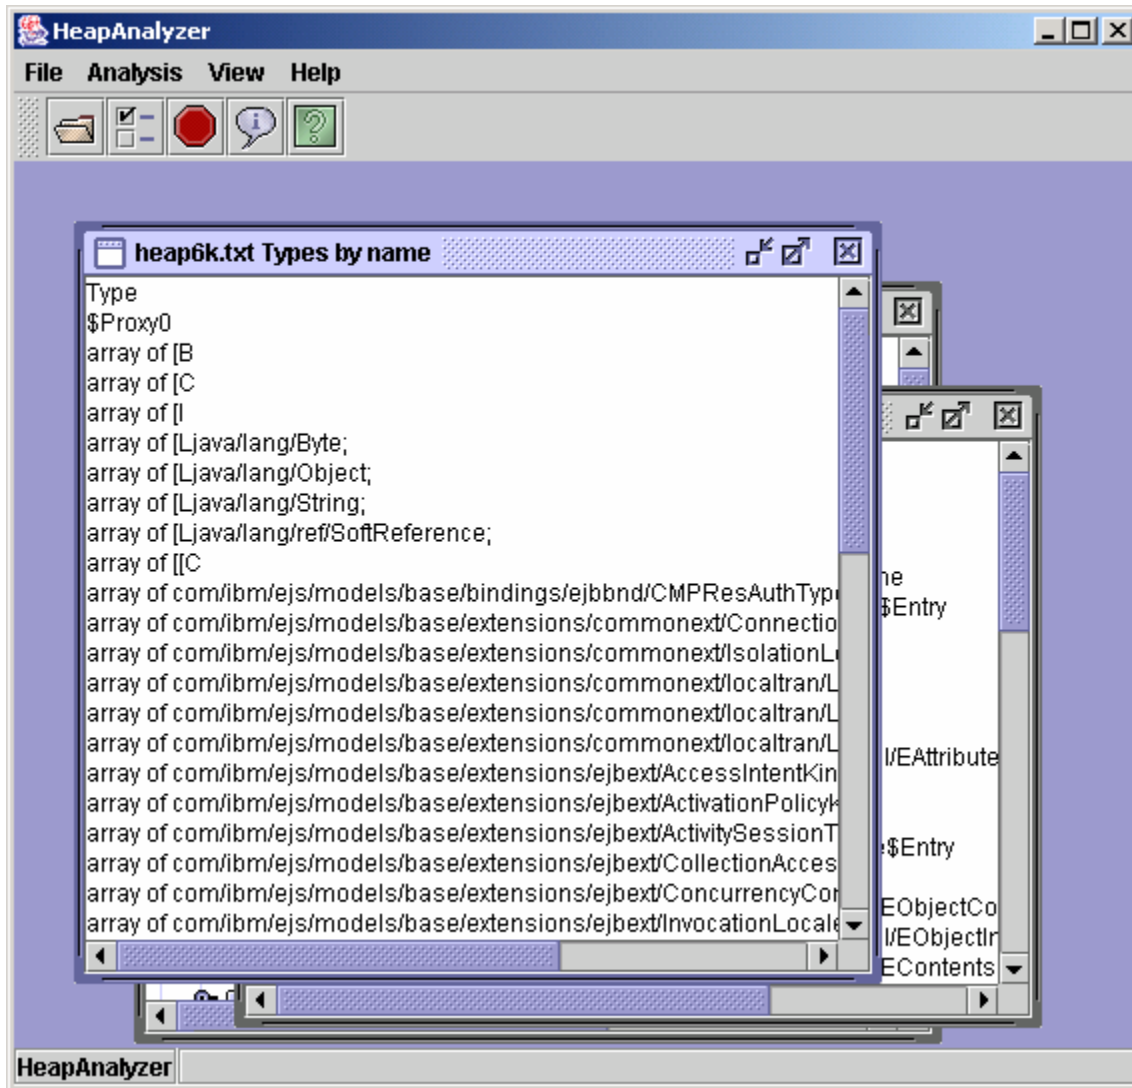 HeapAnalyzer
File Analysis View Help
heap6k.txt Types by name
Type
$Proxy0
array of [B
array of [C
array of [I
array of [Ljava/lang/Byte;
array of [Ljava/lang/Object;
array of [Ljava/lang/String;
array of [Ljava/lang/ref/SoftReference;
array of [[C
array of com/ibm/ejs/models/base/bindings/ejbbnd/CMPResAuthTyp
array of com/ibm/ejs/models/base/extensions/commonext/Connectio
array of com/ibm/ejs/models/base/extensions/commonext/IsolationL
array of com/ibm/ejs/models/base/extensions/commonext/localtran/L
array of com/ibm/ejs/models/base/extensions/commonext/localtran/L
array of com/ibm/ejs/models/base/extensions/commonext/localtran/L
array of com/ibm/ejs/models/base/extensions/ejbext/AccessIntentKin
array of com/ibm/ejs/models/base/extensions/ejbext/ActivationPolicyK
array of com/ibm/ejs/models/base/extensions/ejbext/ActivitySessionT
array of com/ibm/ejs/models/base/extensions/ejbext/CollectionAcces
array of com/ibm/ejs/models/base/extensions/ejbext/ConcurrencyCon
array of com/ibm/ejs/models/base/extensions/ejbext/InvocationLocale
$Entry
l/EAttribute
$Entry
EObjectCo
l/EObjectIn
EContents
HeapAnalyzer